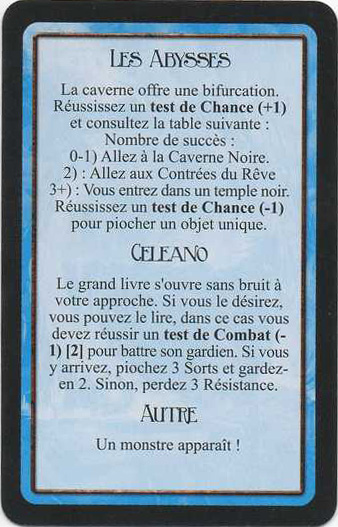 Les Abysses
La caverne offre une bifurcation.
Réussissez un test de Chance (+1)
et consultez la table suivante :
Nombre de succès :
0-1) Allez à la Caverne Noire.
2) : Allez aux Contrées du Rêve
3+) : Vous entrez dans un temple noir.
Réussissez un test de Chance (-1)
pour piocher un objet unique.
Celeano
Le grand livre s'ouvre sans bruit à
votre approche. Si vous le désirez,
vous pouvez le lire, dans ce cas vous
devez réussir un test de Combat (-
1) [2] pour battre son gardien. Si vous
y arrivez, piochez 3 Sorts et gardez-
en 2. Sinon, perdez 3 Résistance.
Autre
Un monstre apparaît !